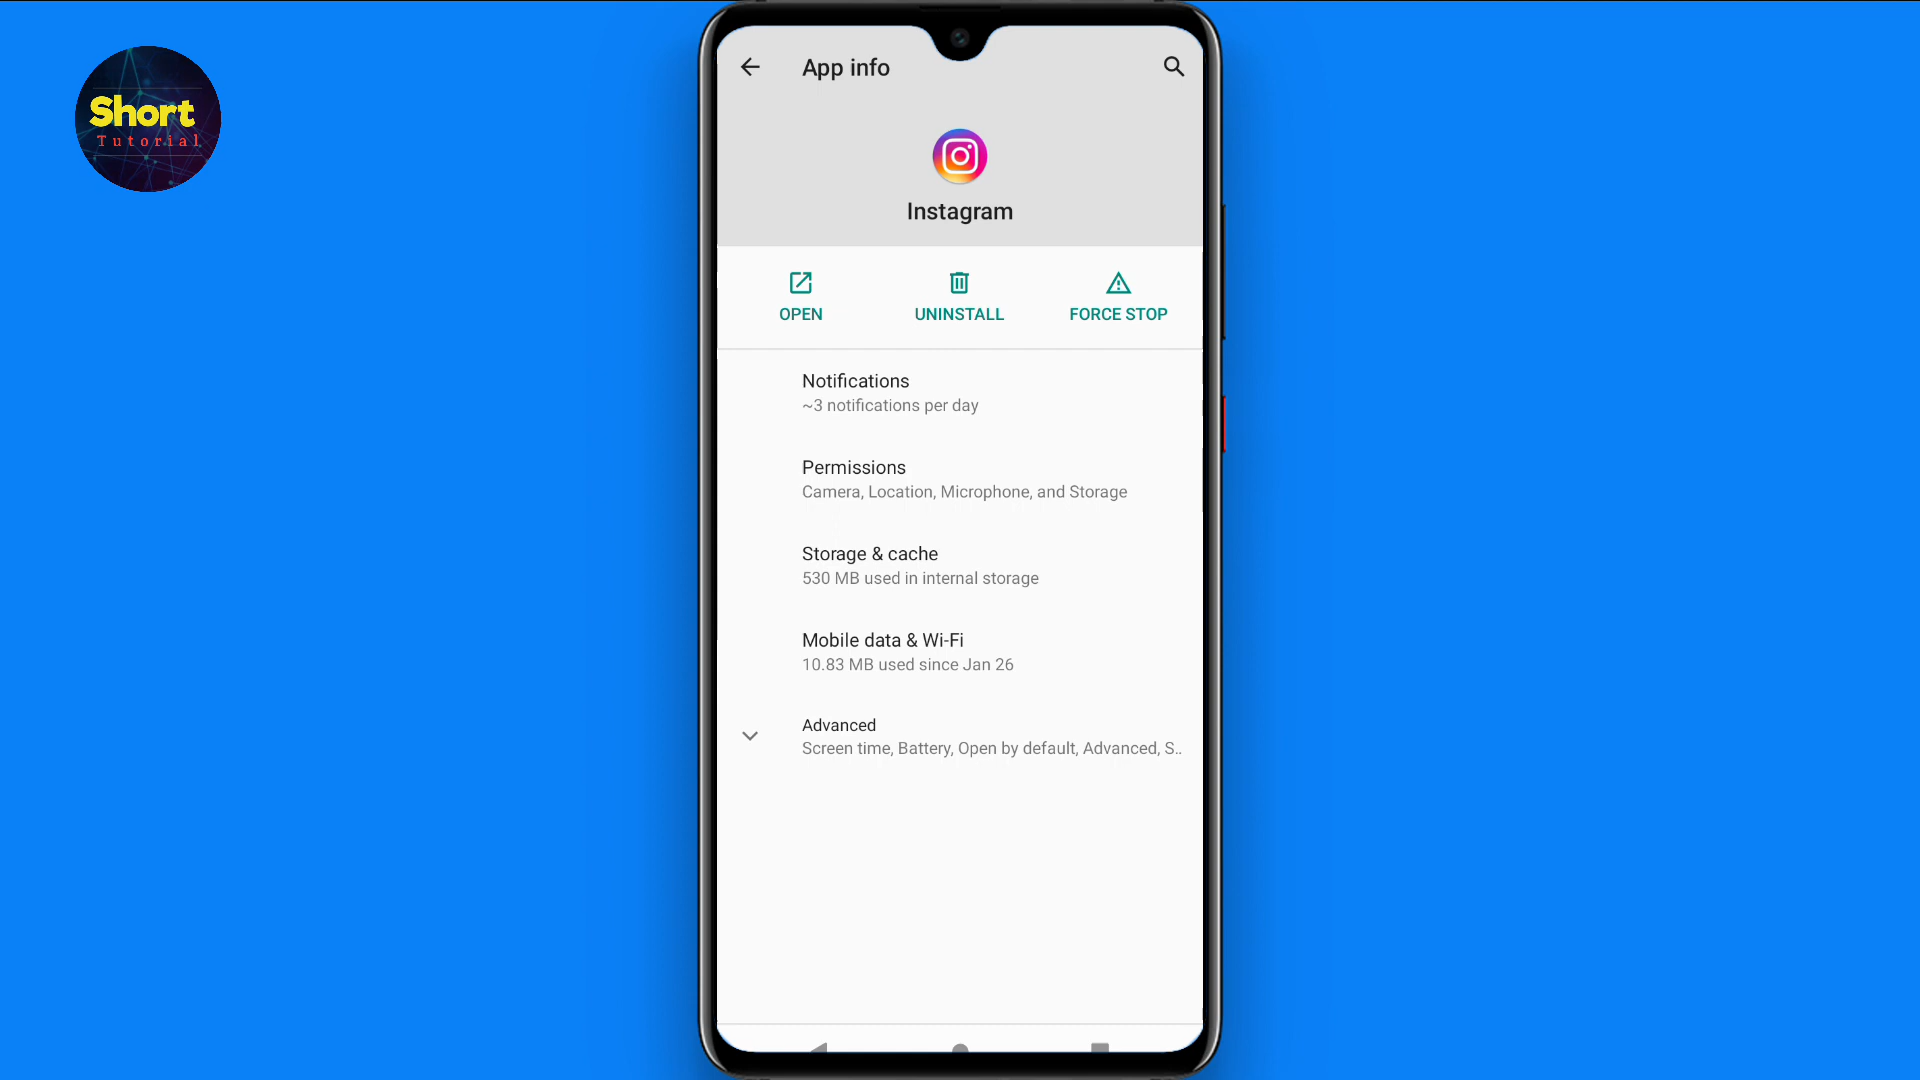 Short
Tutorial
App info
Instagram
OPEN
UNINSTALL
FORCE STOP
Notifications
~3 notifications per day
Permissions
Camera, Location, Microphone, and Storage
Storage & cache
530 MB used in internal storage
Mobile data & Wi-Fi
10.83 MB used since Jan 26
Advanced
Screen time, Battery, Open by default, Advanced, S..